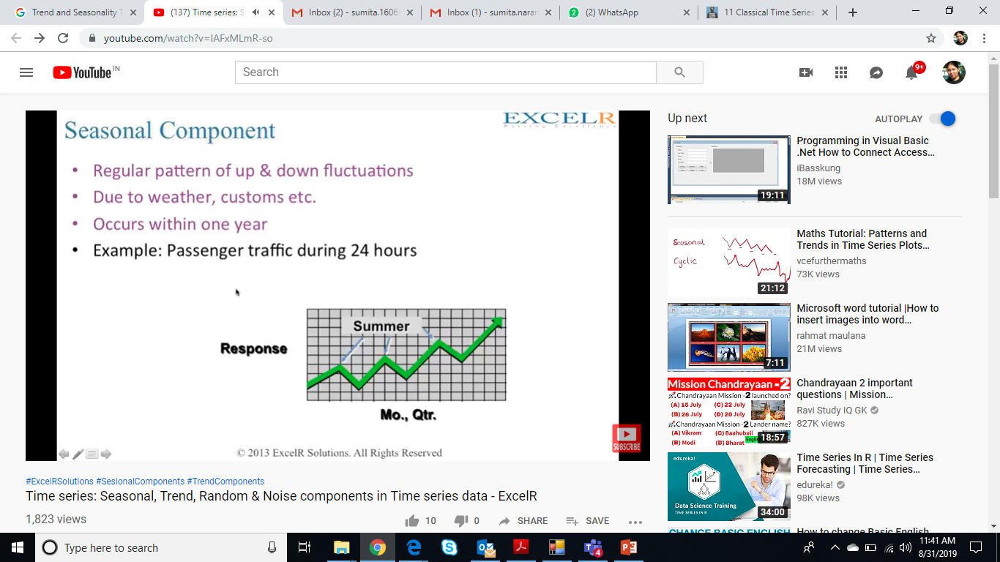 Trend and Seasonality T
(137) Time series: S
Inbox (2) - sumita.1606
Inbox (1) - sumita.naran
(2) WhatsApp
11 Classical Time Series
youtube.com/watch?v=IAFxMLmR-so
YouTube IN
Search
9+
Seasonal Component
EXCELR
Raising Excellence
• Regular pattern of up & down fluctuations
• Due to weather, customs etc.
• Occurs within one year
• Example: Passenger traffic during 24 hours
Summer
Response
Mo., Qtr.
SUBSCRIBE
© 2013 ExcelR Solutions. All Rights Reserved
#ExcelRSolutions #SesionalComponents #TrendComponents
Time series: Seasonal, Trend, Random & Noise components in Time series data - ExcelR
1,823 views
10
0
SHARE
SAVE
Up next
AUTOPLAY
19:11
Programming in Visual Basic
.Net How to Connect Access...
iBasskung
18M views
Seasonal
Cyclic
21:12
Maths Tutorial: Patterns and
Trends in Time Series Plots...
vcefurthermaths
73K views
7:11
Microsoft word tutorial |How to
insert images into word...
rahmat maulana
21M views
Mission Chandrayaan-2
Chandrayaan Mission -2 launched on?
(A) 15 July (C) 22 July
(B) 26 July (D) 20 July
Chandrayaan Mission -2 Lander name?
(A) Vikram (C) Baahubali
(B) Modi (D) Bharat
18:57
Chandrayaan 2 important
questions | Mission...
Ravi Study IQ GK
827K views
edureka!
Data Science Training
TIME SERIES IN R
34:00
Time Series In R | Time Series
Forecasting | Time Series...
edureka!
98K views
CHANGE BASIC ENGLISH
How to change Basic English
Type here to search
4
11:41 AM
8/31/2019